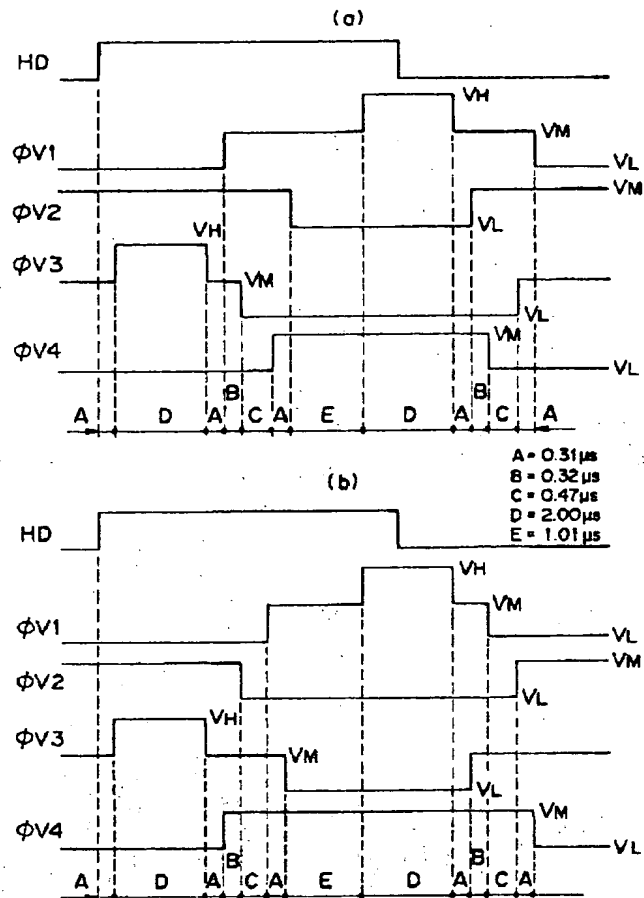 (a)
HD
VH
VM
ΦV1
VL
VM
ΦV2
VH
VL
ΦV3
VM
VL
VM
ΦV4
VL
B B
A D A C A E D A C A
A = 0.31μs
B = 0.32μs
C = 0.47μs
D = 2.00μs
E = 1.01μs
(b)
HD
VH
VM
ΦV1
VL
VM
ΦV2
VL
VH
ΦV3
VM
VL
VM
ΦV4
VL
B B
A D A C A E D A C A